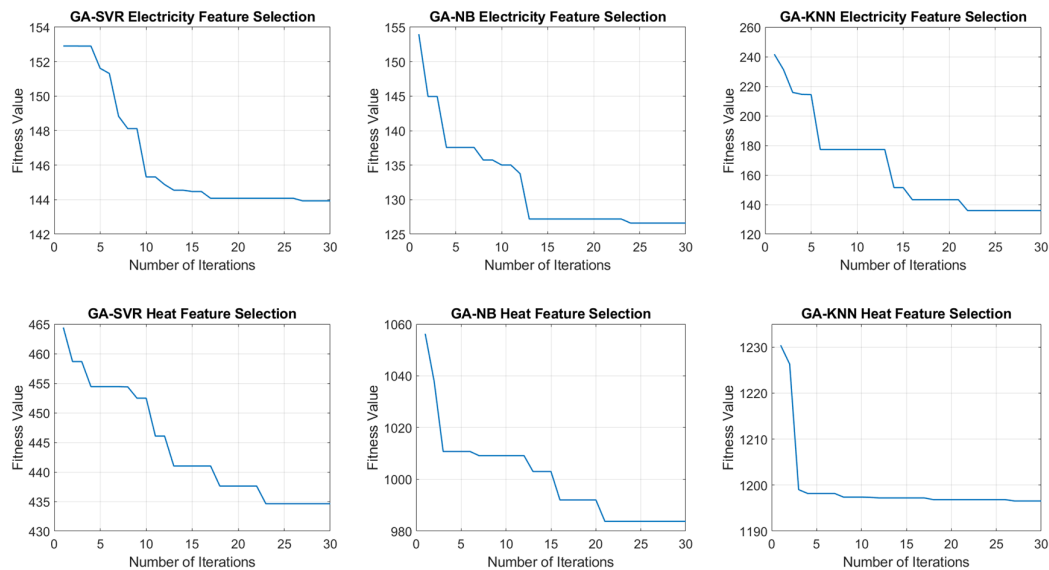 GA-SVR Electricity Feature Selection
Fitness Value
154
152
150
148
146
144
142
0 5 10 15 20 25 30
Number of Iterations
GA-NB Electricity Feature Selection
Fitness Value
155
150
145
140
135
130
125
0 5 10 15 20 25 30
Number of Iterations
GA-KNN Electricity Feature Selection
Fitness Value
260
240
220
200
180
160
140
120
0 5 10 15 20 25 30
Number of Iterations
GA-SVR Heat Feature Selection
Fitness Value
465
460
455
450
445
440
435
430
0 5 10 15 20 25 30
Number of Iterations
GA-NB Heat Feature Selection
Fitness Value
1060
1040
1020
1000
980
0 5 10 15 20 25 30
Number of Iterations
GA-KNN Heat Feature Selection
Fitness Value
1230
1220
1210
1200
1190
0 5 10 15 20 25 30
Number of Iterations